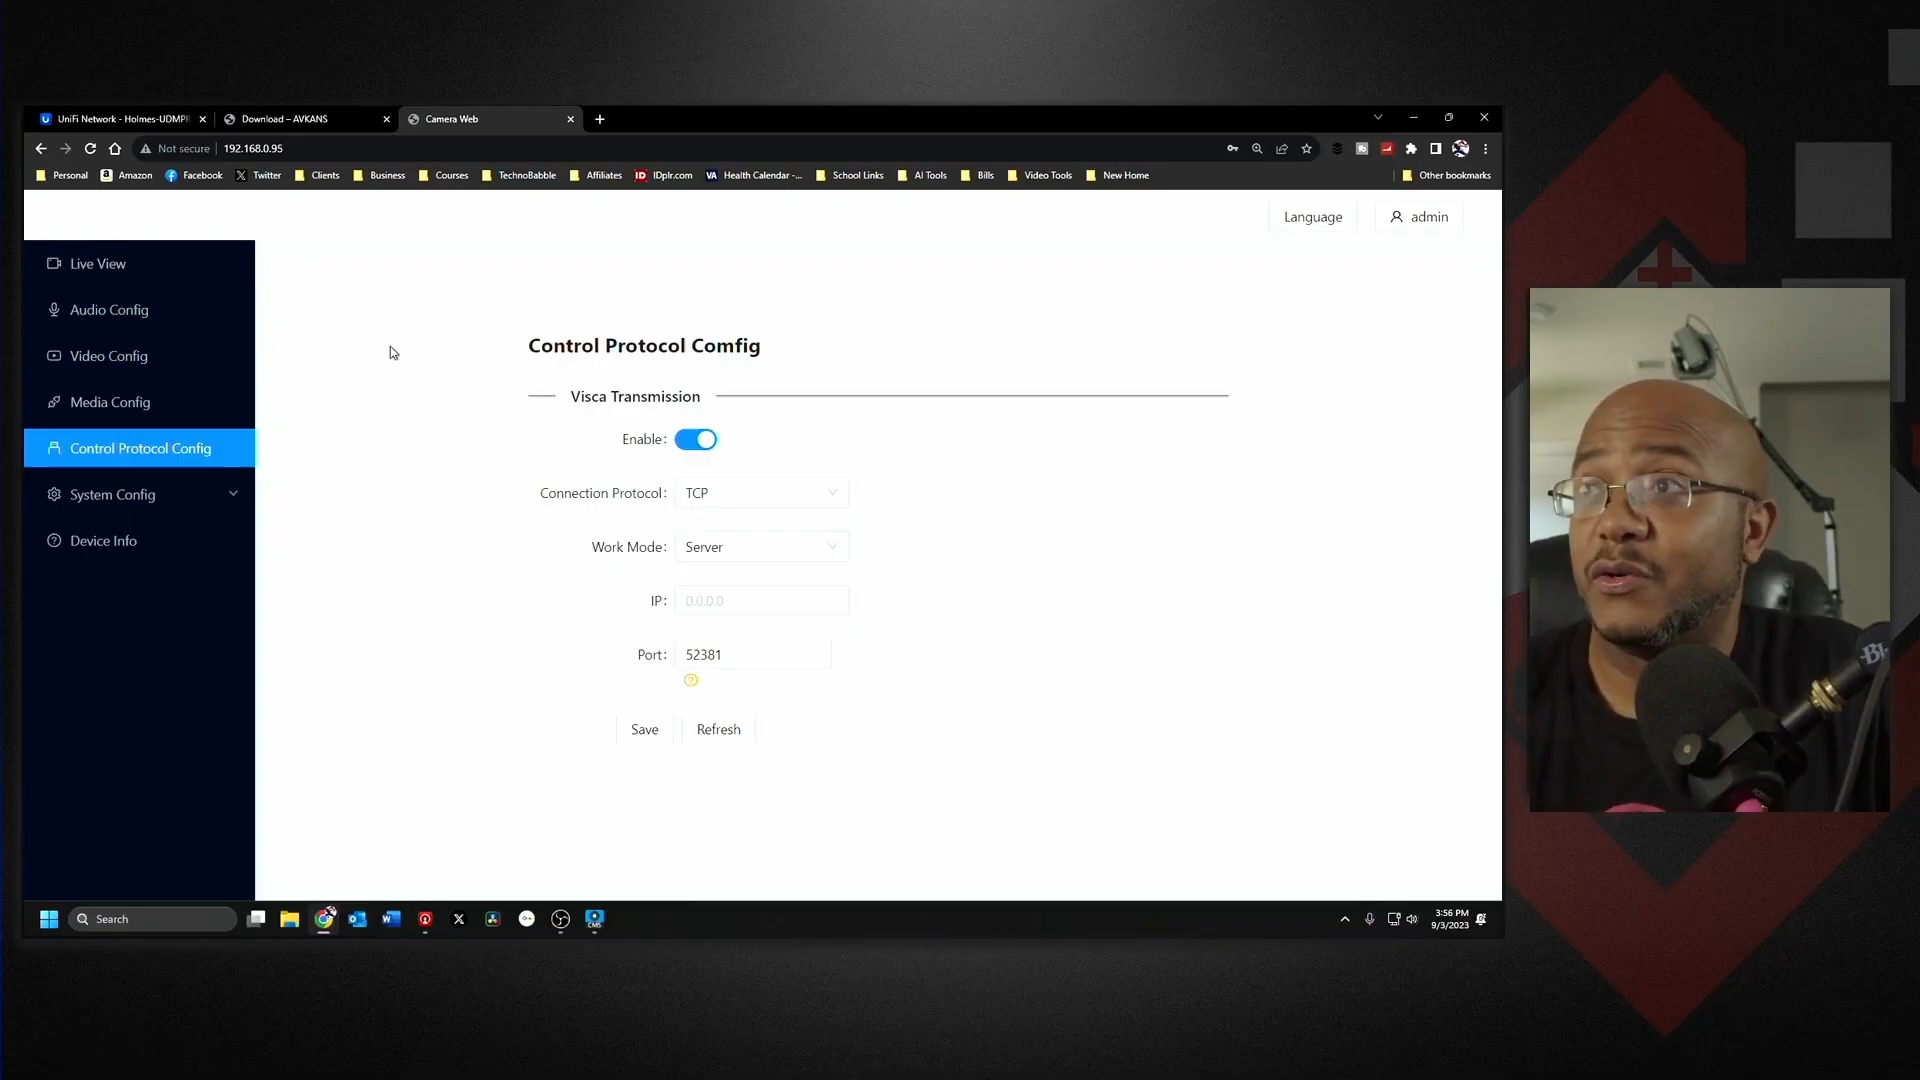 UniFi Network - Holmes-UDMPR
Download – AVKANS
Camera Web
Not secure
192.168.0.95
Personal
Amazon
Facebook
Twitter
Clients
Business
Courses
TechnoBabble
Affiliates
IDplr.com
Health Calendar -...
School Links
AI Tools
Bills
Video Tools
New Home
Other bookmarks
Language
admin
Live View
Audio Config
Video Config
Media Config
Control Protocol Config
System Config
Device Info
Control Protocol Comfig
Visca Transmission
Enable:
Connection Protocol: TCP
Work Mode: Server
IP: 0.0.0.0
Port: 52381
Save
Refresh
Search
CMS
3:56 PM
9/3/2023